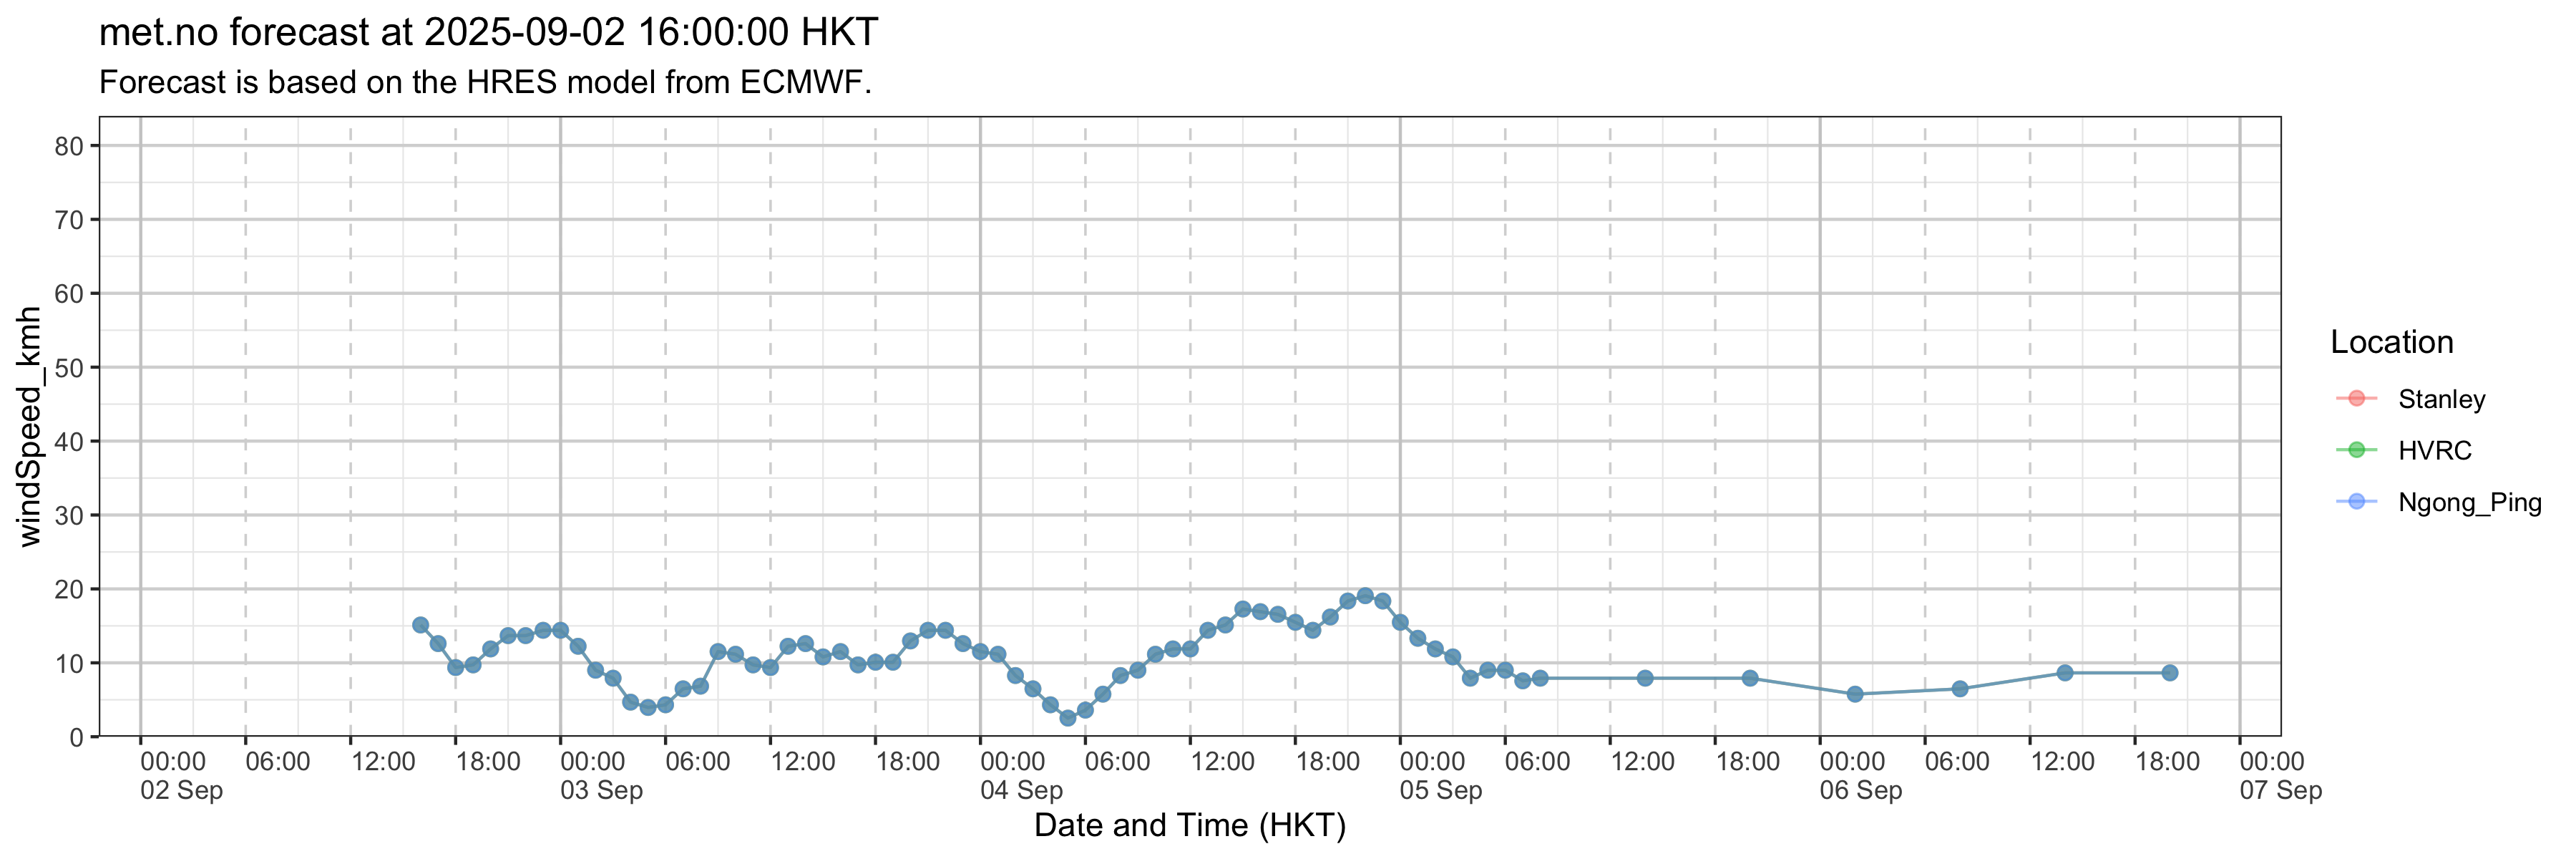 met.no forecast at 2025-09-02 16:00:00 HKT
Forecast is based on the HRES model from ECMWF.
windSpeed_kmh
80
70
60
50
40
30
20
10
0
00:00 06:00 12:00 18:00 00:00 06:00 12:00 18:00 00:00 06:00 12:00 18:00 00:00 06:00 12:00 18:00 00:00 06:00 12:00 18:00 00:00
02 Sep 03 Sep 04 Sep 05 Sep 06 Sep 07 Sep
Date and Time (HKT)
Location
Stanley
HVRC
Ngong_Ping